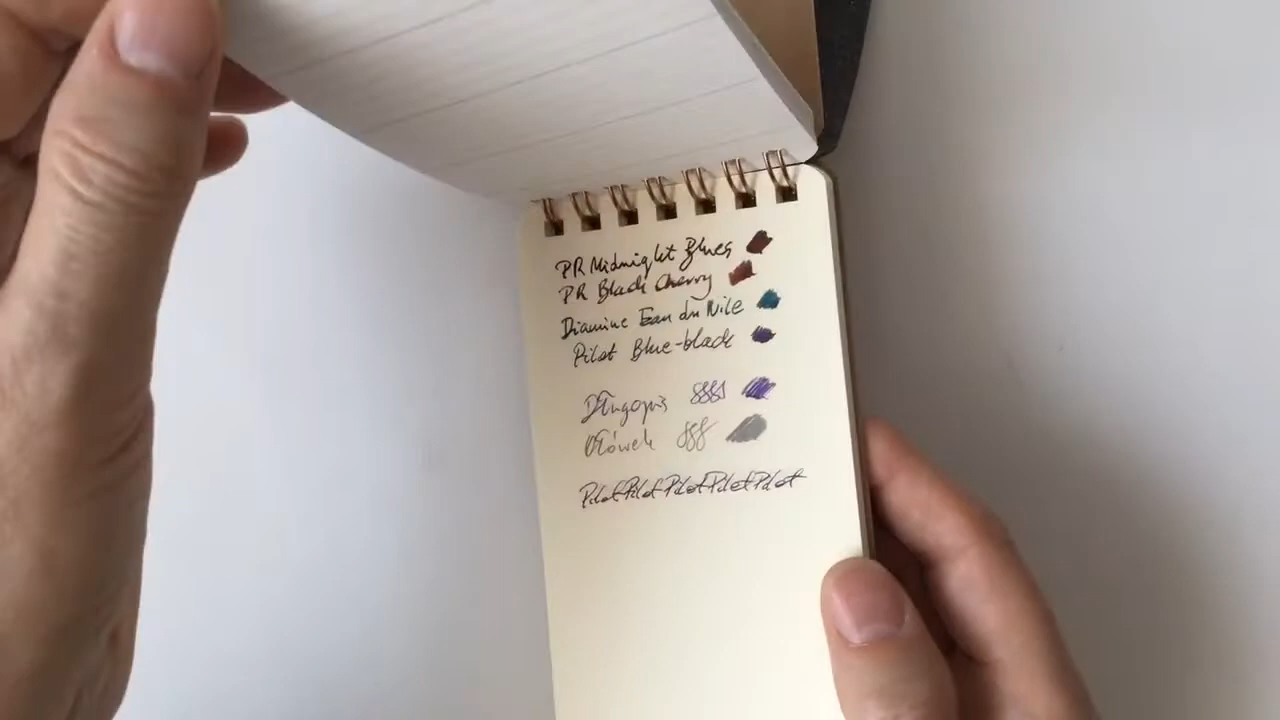 PR Midnight Blues
PR Black Cherry
Diamine Eau du Nile
Pilot Blue-black
Długopis
Ołówek
PilotPilotPilotPilotPilot